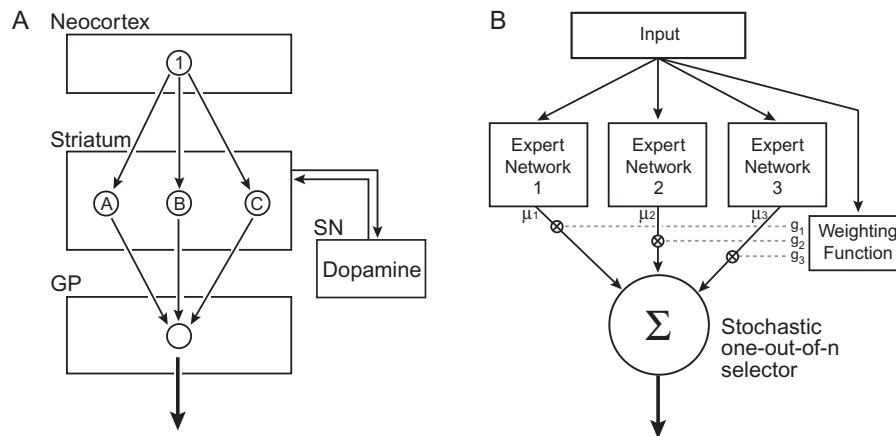 A
Neocortex
1
Striatum
A
B
C
SN
Dopamine
GP
B
Input
Expert
Network
1
Expert
Network
2
Expert
Network
3
μ1
μ2
μ3
g1
g2
g3
Weighting
Function
Σ
Stochastic
one-out-of-n
selector